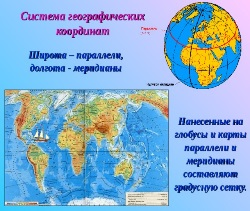 Система географических
координат
Широта – параллели,
долгота - меридианы
Нанесенные на
глобусы и карты
параллели и
меридианы
составляют
градусную сетку.